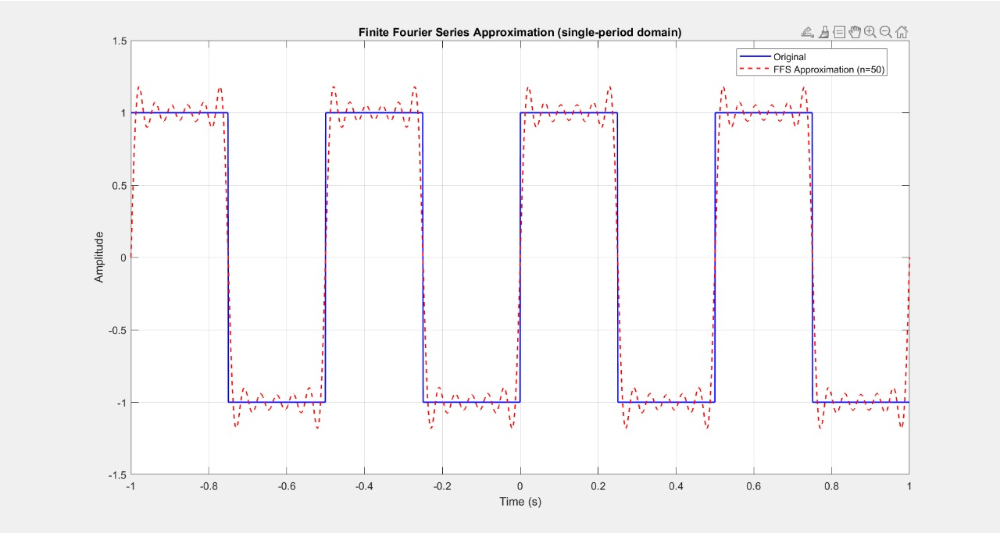 Finite Fourier Series Approximation (single-period domain)
Original
FFS Approximation (n=50)
1.5
1
0.5
0
-0.5
-1
-1.5
Amplitude
-1 -0.8 -0.6 -0.4 -0.2 0 0.2 0.4 0.6 0.8 1
Time (s)